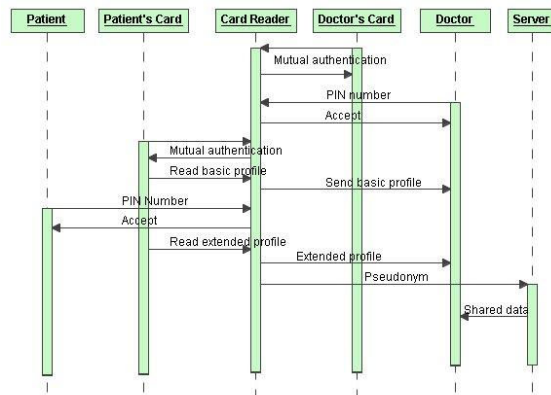 Patient
Patient's Card
Card Reader
Doctor's Card
Doctor
Server
Mutual authentication
PIN number
Accept
Mutual authentication
Read basic profile
Send basic profile
PIN Number
Accept
Read extended profile
Extended profile
Pseudonym
Shared data